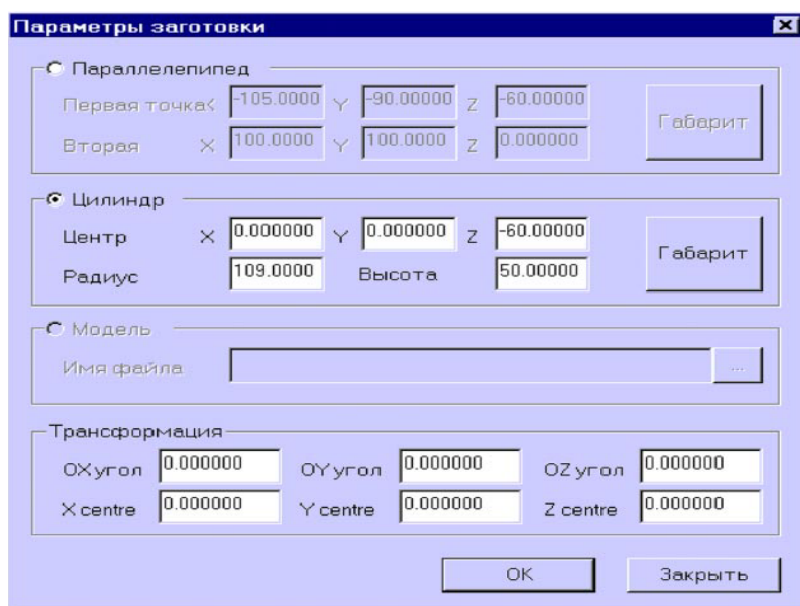 Параметры заготовки
Параллелепипед
Первая точка -105.0000 Y -90.00000 Z -60.00000
Габарит
Вторая X 100.0000 Y 100.0000 Z 0.000000
Цилиндр
Центр X 0.000000 Y 0.000000 Z -60.00000
Габарит
Радиус 109.0000 Высота 50.00000
Модель
Имя файла ...
Трансформация
OX угол 0.000000 OY угол 0.000000 OZ угол 0.000000
X centre 0.000000 Y centre 0.000000 Z centre 0.000000
OK Закрыть